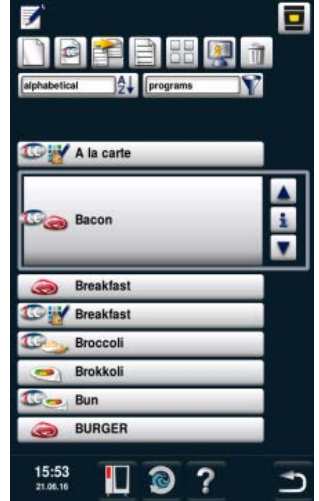 alphabetical
programs
A la carte
Bacon
Breakfast
Breakfast
Broccoli
Brokkoli
Bun
BURGER
15:53
21.06.16